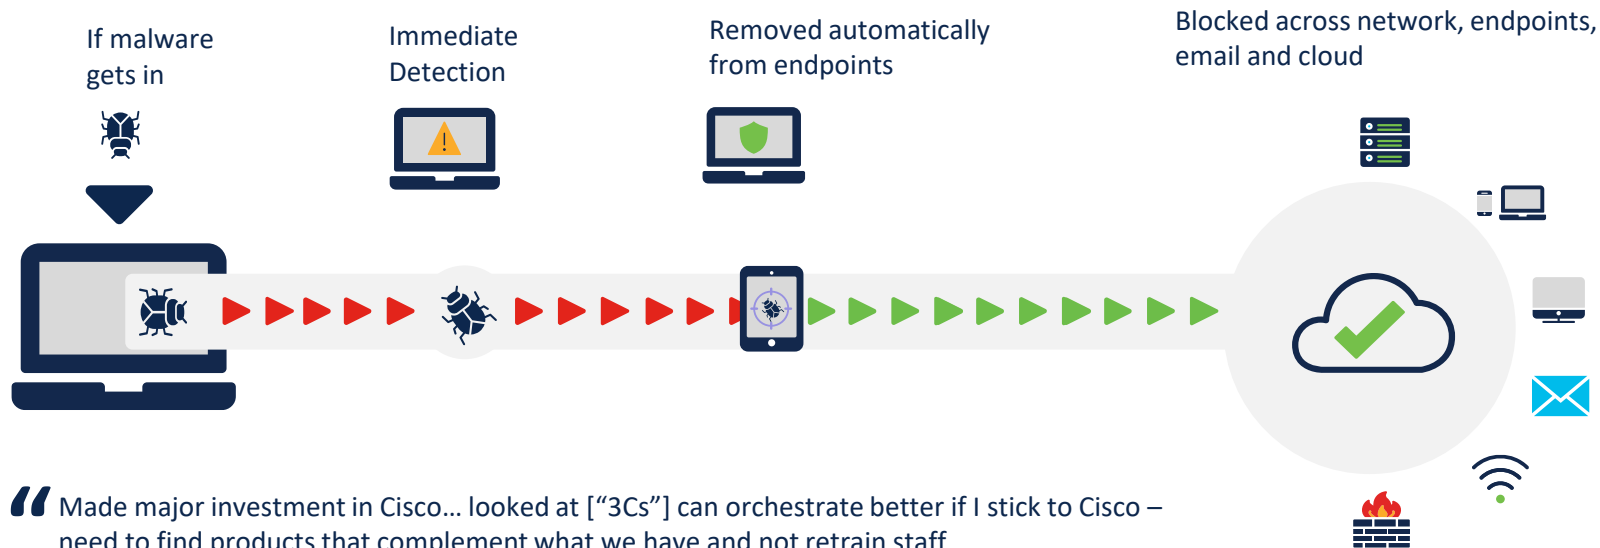 If malware
gets in
Immediate
Detection
Removed automatically
from endpoints
Blocked across network, endpoints,
email and cloud
“ Made major investment in Cisco… looked at [“3Cs”] can orchestrate better if I stick to Cisco –
need to find products that complement what we have and not retrain staff